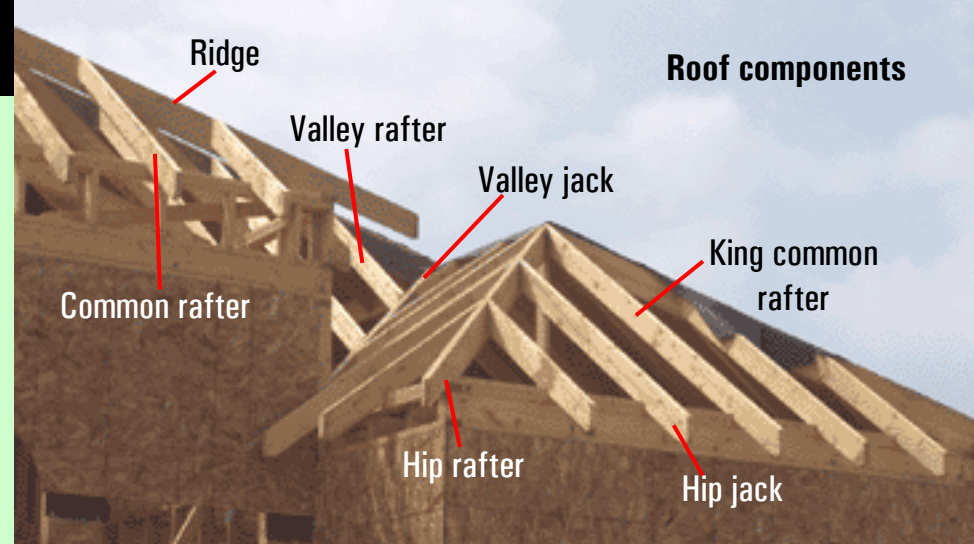 Roof components
Ridge
Valley rafter
Valley jack
King common
rafter
Common rafter
Hip rafter
Hip jack